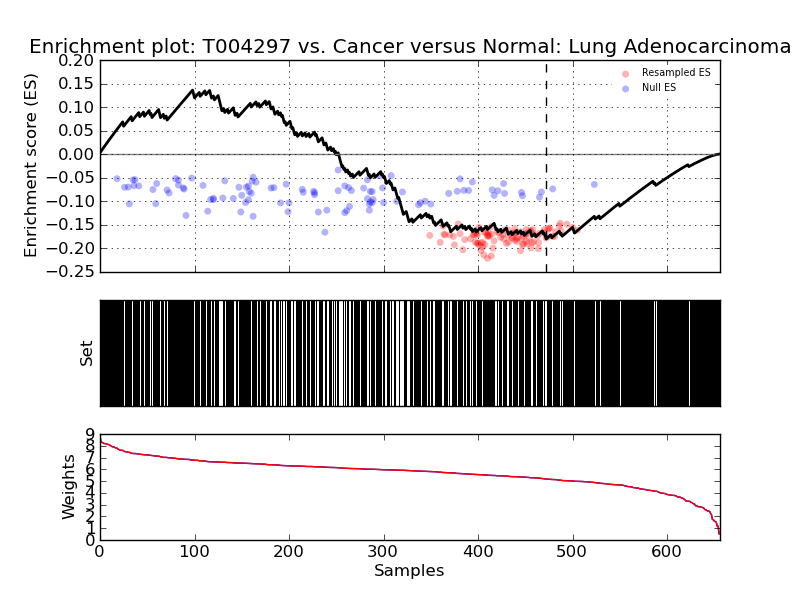 Enrichment plot: T004297 vs. Cancer versus Normal: Lung Adenocarcinoma
0.20
0.15
0.10
0.05
0.00
−0.05
−0.10
−0.15
−0.20
−0.25
Enrichment score (ES)
Resampled ES
Null ES
Set
9
8
7
6
5
4
3
2
1
0
Weights
0 100 200 300 400 500 600
Samples